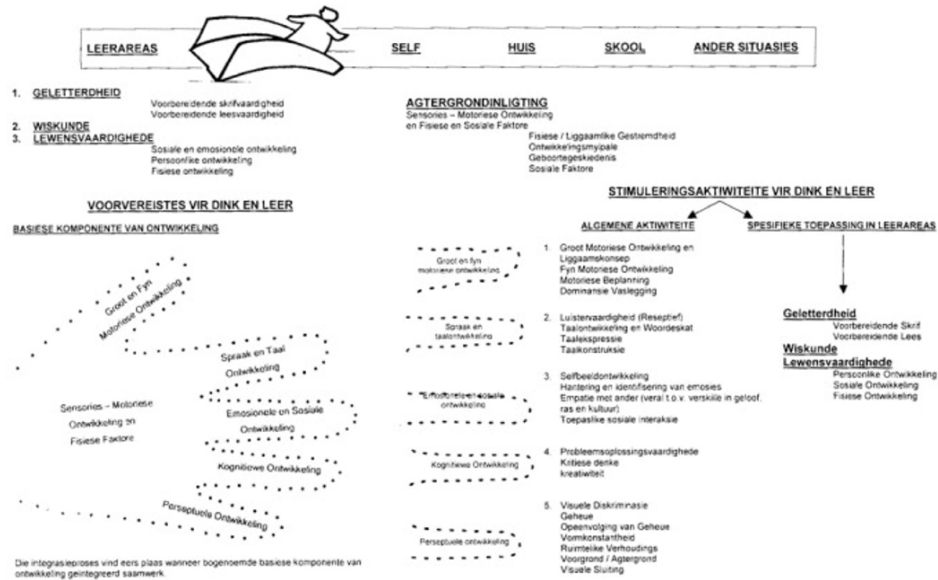 LEERAREAS
SELF
HUIS
SKOOL
ANDER SITUASIES
1. GELETTERDHEID
Voorbereidende skrifvaardigheid
Voorbereidende leesvaardigheid
2. WISKUNDE
3. LEWENSVAARDIGHEDE
Sosiale en emosionele ontwikkeling
Persoonlike ontwikkeling
Fisiese ontwikkeling
AGTERGRONDINLIGTING
Sensories – Motoriese Ontwikkeling
en Fisiese en Sosiale Faktore
Fisiese / Liggaamlike Gestremdheid
Ontwikkelingsmylpale
Geboortegeskiedenis
Sosiale Faktore
VOORVEREISTES VIR DINK EN LEER
BASIESE KOMPONENTE VAN ONTWIKKELING
Groot en Fyn
Motoriese Ontwikkeling
Spraak en Taal
Ontwikkeling
Sensories – Motoriese
Ontwikkeling en
Fisiese Faktore
Emosionele en Sosiale
Ontwikkeling
Kognitiewe Ontwikkeling
Perseptuele Ontwikkeling
Die integrasieproses vind eers plaas wanneer bogenoemde basiese komponente van
ontwikkeling geïntegreerd saamwerk.
STIMULERINGSAKTIWITEITE VIR DINK EN LEER
ALGEMENE AKTIWITEITE
SPESIFIEKE TOEPASSING IN LEERAREAS
Groot en fyn
motoriese ontwikkeling
1. Groot Motoriese Ontwikkeling en
Liggaamskonsep
Fyn Motoriese Ontwikkeling
Motoriese Beplanning
Dominansie Vaslegging
Spraak en
taalontwikkeling
2. Luistervaardigheid (Reseptief)
Taalontwikkeling en Woordeskat
Taalekspressie
Taalkonstruksie
Emosionele en sosiale
ontwikkeling
3. Selfbeeldontwikkeling
Hantering en identifisering van emosies
Empatie met ander (veral t.o.v. verskille in geloof,
ras en kultuur)
Toepaslike sosiale interaksie
Kognitiewe Ontwikkeling
4. Probleemoplossingsvaardighede
Kritiese denke
kreatiwiteit
Perseptuele ontwikkeling
5. Visuele Diskriminasie
Geheue
Opeenvolging van Geheue
Vormkonstantheid
Ruimtelike Verhoudings
Voorgrond / Agtergrond
Visuele Sluiting
Geletterdheid
Voorbereidende Skrif
Voorbereidende Lees
Wiskunde
Lewensvaardighede
Persoonlike Ontwikkeling
Sosiale Ontwikkeling
Fisiese Ontwikkeling